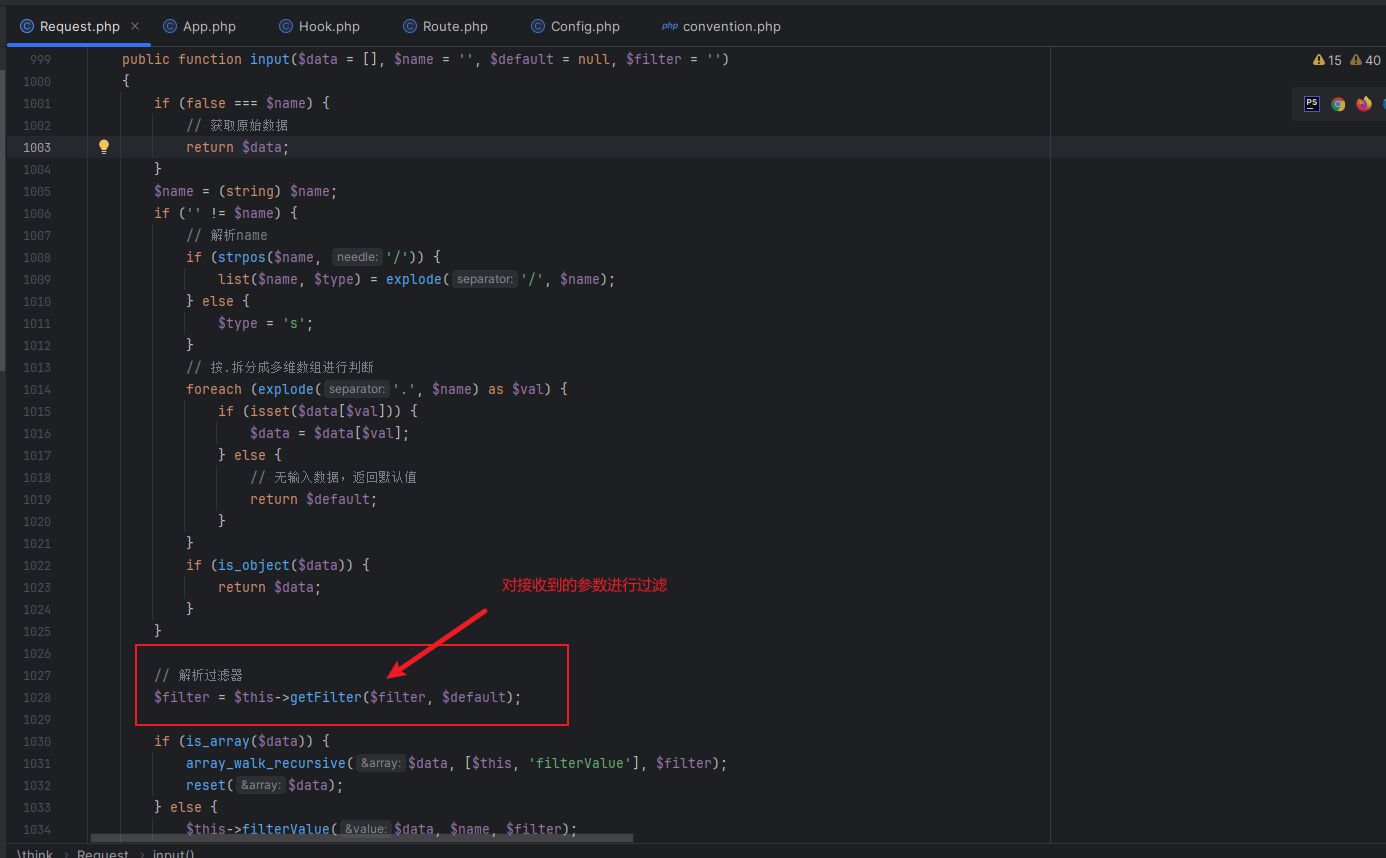 Request.php × App.php Hook.php Route.php Config.php php convention.php
999 public function input($data = [], $name = '', $default = null, $filter = '')
15 40
1000 {
1001 if (false === $name) {
PS
1002 // 获取原始数据
1003 return $data;
1004 }
1005 $name = (string) $name;
1006 if ('' != $name) {
1007 // 解析name
1008 if (strpos($name, needle: '/')) {
1009 list($name, $type) = explode( separator: '/', $name);
1010 } else {
1011 $type = 's';
1012 }
1013 // 按.拆分成多维数组进行判断
1014 foreach (explode( separator: '.', $name) as $val) {
1015 if (isset($data[$val])) {
1016 $data = $data[$val];
1017 } else {
1018 // 无输入数据，返回默认值
1019 return $default;
1020 }
1021 }
1022 if (is_object($data)) {
1023 return $data;
对接收到的参数进行过滤
1024 }
1025 }
1026
1027 // 解析过滤器
1028 $filter = $this->getFilter($filter, $default);
1029
1030 if (is_array($data)) {
1031 array_walk_recursive( &array: $data, [$this, 'filterValue'], $filter);
1032 reset( &array: $data);
1033 } else {
1034 $this->filterValue( &value: $data, $name, $filter);
\think › Request › input()